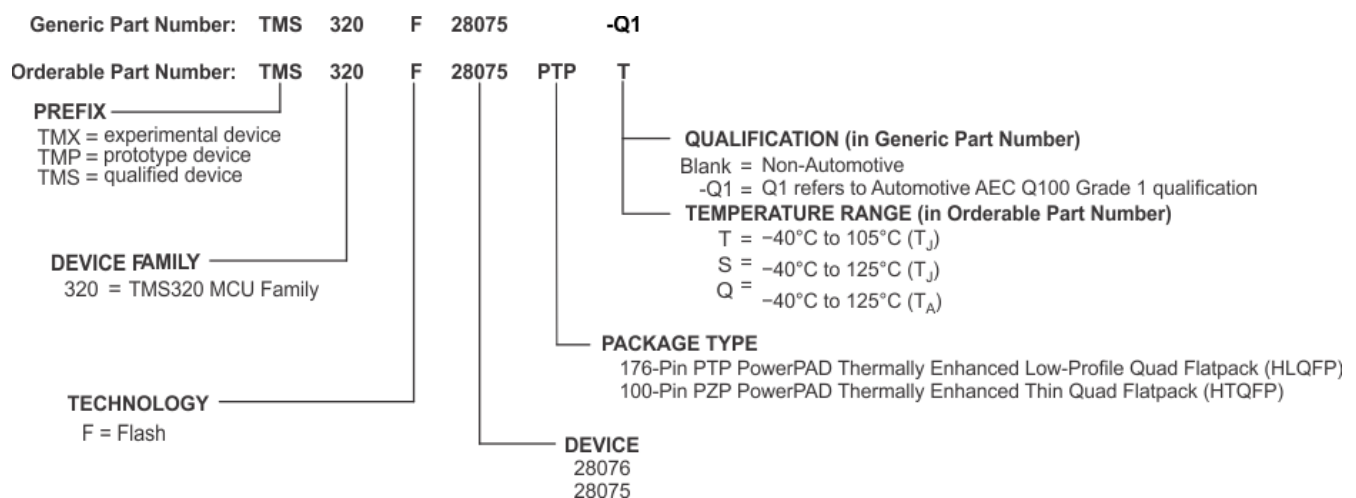 Generic Part Number: TMS 320 F 28075 -Q1
Orderable Part Number: TMS 320 F 28075 PTP T
PREFIX
TMX = experimental device
TMP = prototype device
TMS = qualified device
QUALIFICATION (in Generic Part Number)
Blank = Non-Automotive
-Q1 = Q1 refers to Automotive AEC Q100 Grade 1 qualification
TEMPERATURE RANGE (in Orderable Part Number)
T = −40°C to 105°C (TJ)
S = −40°C to 125°C (TJ)
Q = −40°C to 125°C (TA)
DEVICE FAMILY
320 = TMS320 MCU Family
PACKAGE TYPE
176-Pin PTP PowerPAD Thermally Enhanced Low-Profile Quad Flatpack (HLQFP)
100-Pin PZP PowerPAD Thermally Enhanced Thin Quad Flatpack (HTQFP)
TECHNOLOGY
F = Flash
DEVICE
28076
28075